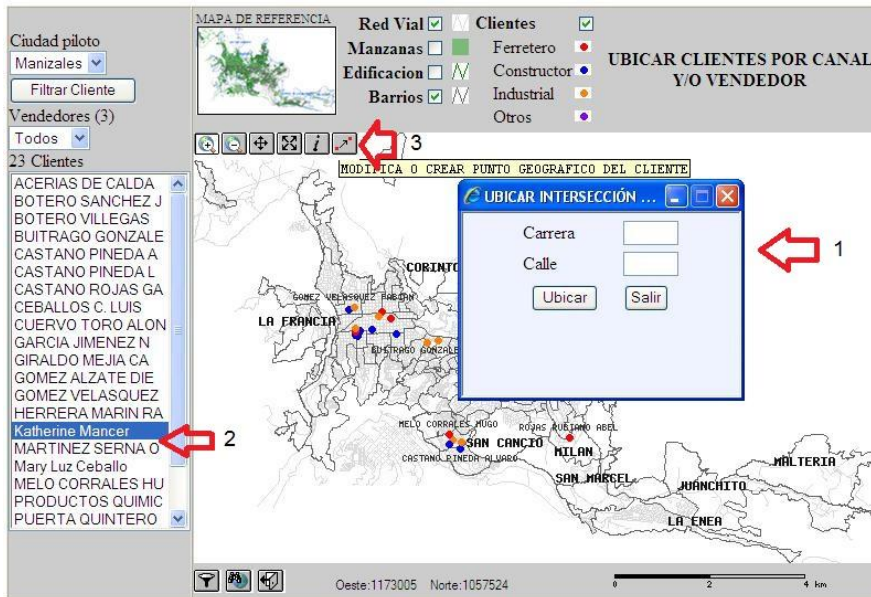 Ciudad piloto
Manizales
Filtrar Cliente
Vendedores (3)
Todos
23 Clientes
ACERIAS DE CALDA
BOTERO SANCHEZ J
BOTERO VILLEGAS
BUITRAGO GONZALE
CASTANO PINEDA A
CASTANO PINEDA L
CASTANO ROJAS GA
CEBALLOS C. LUIS
CUERVO TORO ALON
GARCIA JIMENEZ N
GIRALDO MEJIA CA
GOMEZ ALZATE DIE
GOMEZ VELASQUEZ
HERRERA MARIN RA
Katherine Mancer
MARTINEZ SERNA O
Mary Luz Ceballo
MELO CORRALES HU
PRODUCTOS QUIMIC
PUERTA QUINTERO
2
MAPA DE REFERENCIA
Red Vial
Manzanas
Edificacion
Barrios
Clientes
Ferretero
Constructor
Industrial
Otros
UBICAR CLIENTES POR CANAL
Y/O VENDEDOR
i
3
MODIFICA O CREAR PUNTO GEOGRAFICO DEL CLIENTE
UBICAR INTERSECCIÓN ...
Carrera
Calle
Ubicar Salir
1
CORINTO
GOMEZ VELASQUEZ FABIAN
LA FRANCIA
BUITRAGO GONZALE
MELO CORRALES HUGO
ROJAS RUBIANO ABEL
SAN CANCIO
MILAN
CASTANO PINEDA ALVARO
MALTERIA
SAN MARCEL
JUANCHITO
LA ENEA
Oeste:1173005 Norte:1057524
0 2 4 km